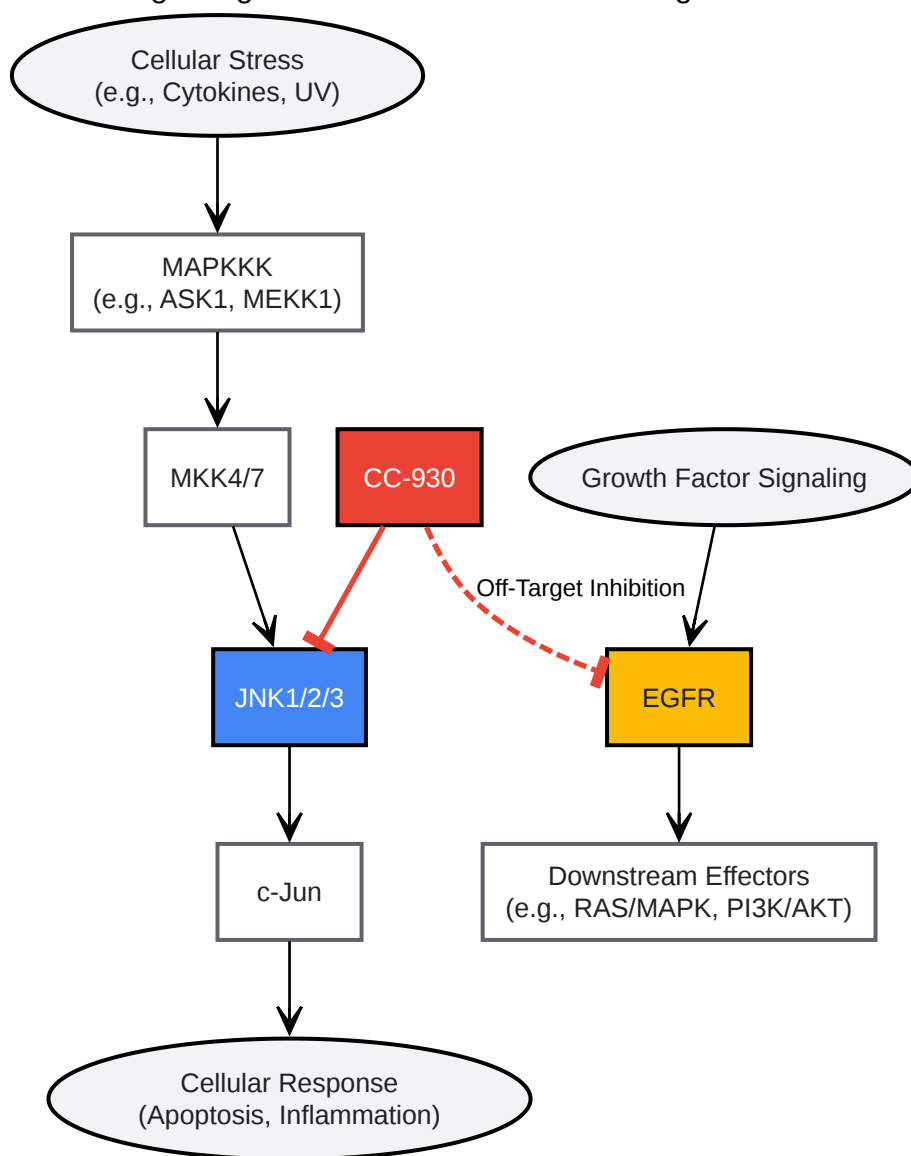 Cellular Stress
(e.g., Cytokines, UV)
MAPKKK
(e.g., ASK1, MEKK1)
MKK4/7
CC-930
Growth Factor Signaling
Off-Target Inhibition
JNK1/2/3
EGFR
c-Jun
Downstream Effectors
(e.g., RAS/MAPK, PI3K/AKT)
Cellular Response
(Apoptosis, Inflammation)